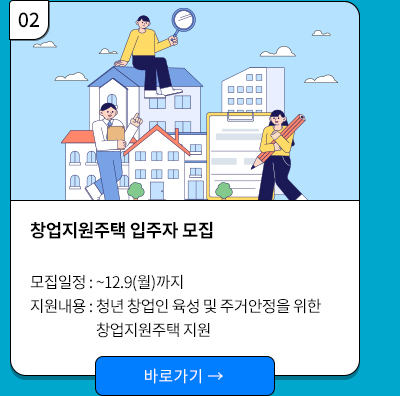 02
창업지원주택 입주자 모집
모집일정 : ~12.9(월)까지
지원내용 : 청년 창업인 육성 및 주거안정을 위한
창업지원주택 지원
바로가기 →